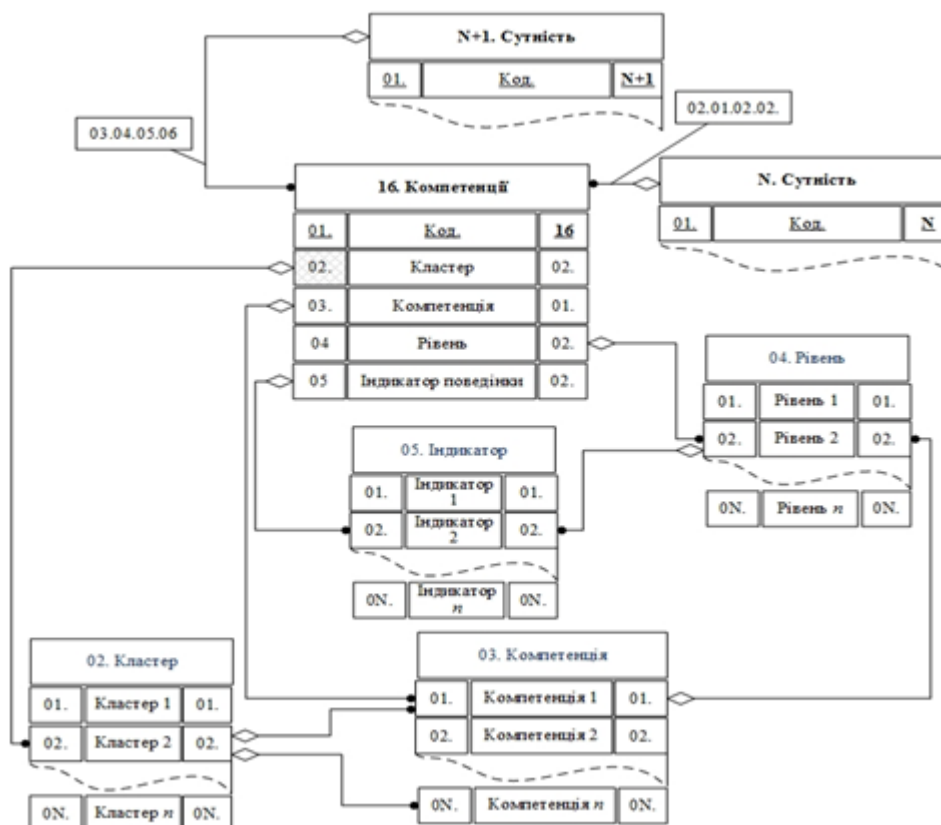 N+1. Сутність
01. Код. N+1
03.04.05.06
02.01.02.02.
16. Компетенції
01. Код. 16
02. Кластер 02.
03. Компетенція 01.
04 Рівень 02.
05 Індикатор поведінки 02.
N. Сутність
01. Код. N
04. Рівень
01. Рівень 1 01.
02. Рівень 2 02.
0N. Рівень n 0N.
05. Індикатор
01. Індикатор 1 01.
02. Індикатор 2 02.
0N. Індикатор n 0N.
02. Кластер
01. Кластер 1 01.
02. Кластер 2 02.
0N. Кластер n 0N.
03. Компетенція
01. Компетенція 1 01.
02. Компетенція 2 02.
0N. Компетенція n 0N.